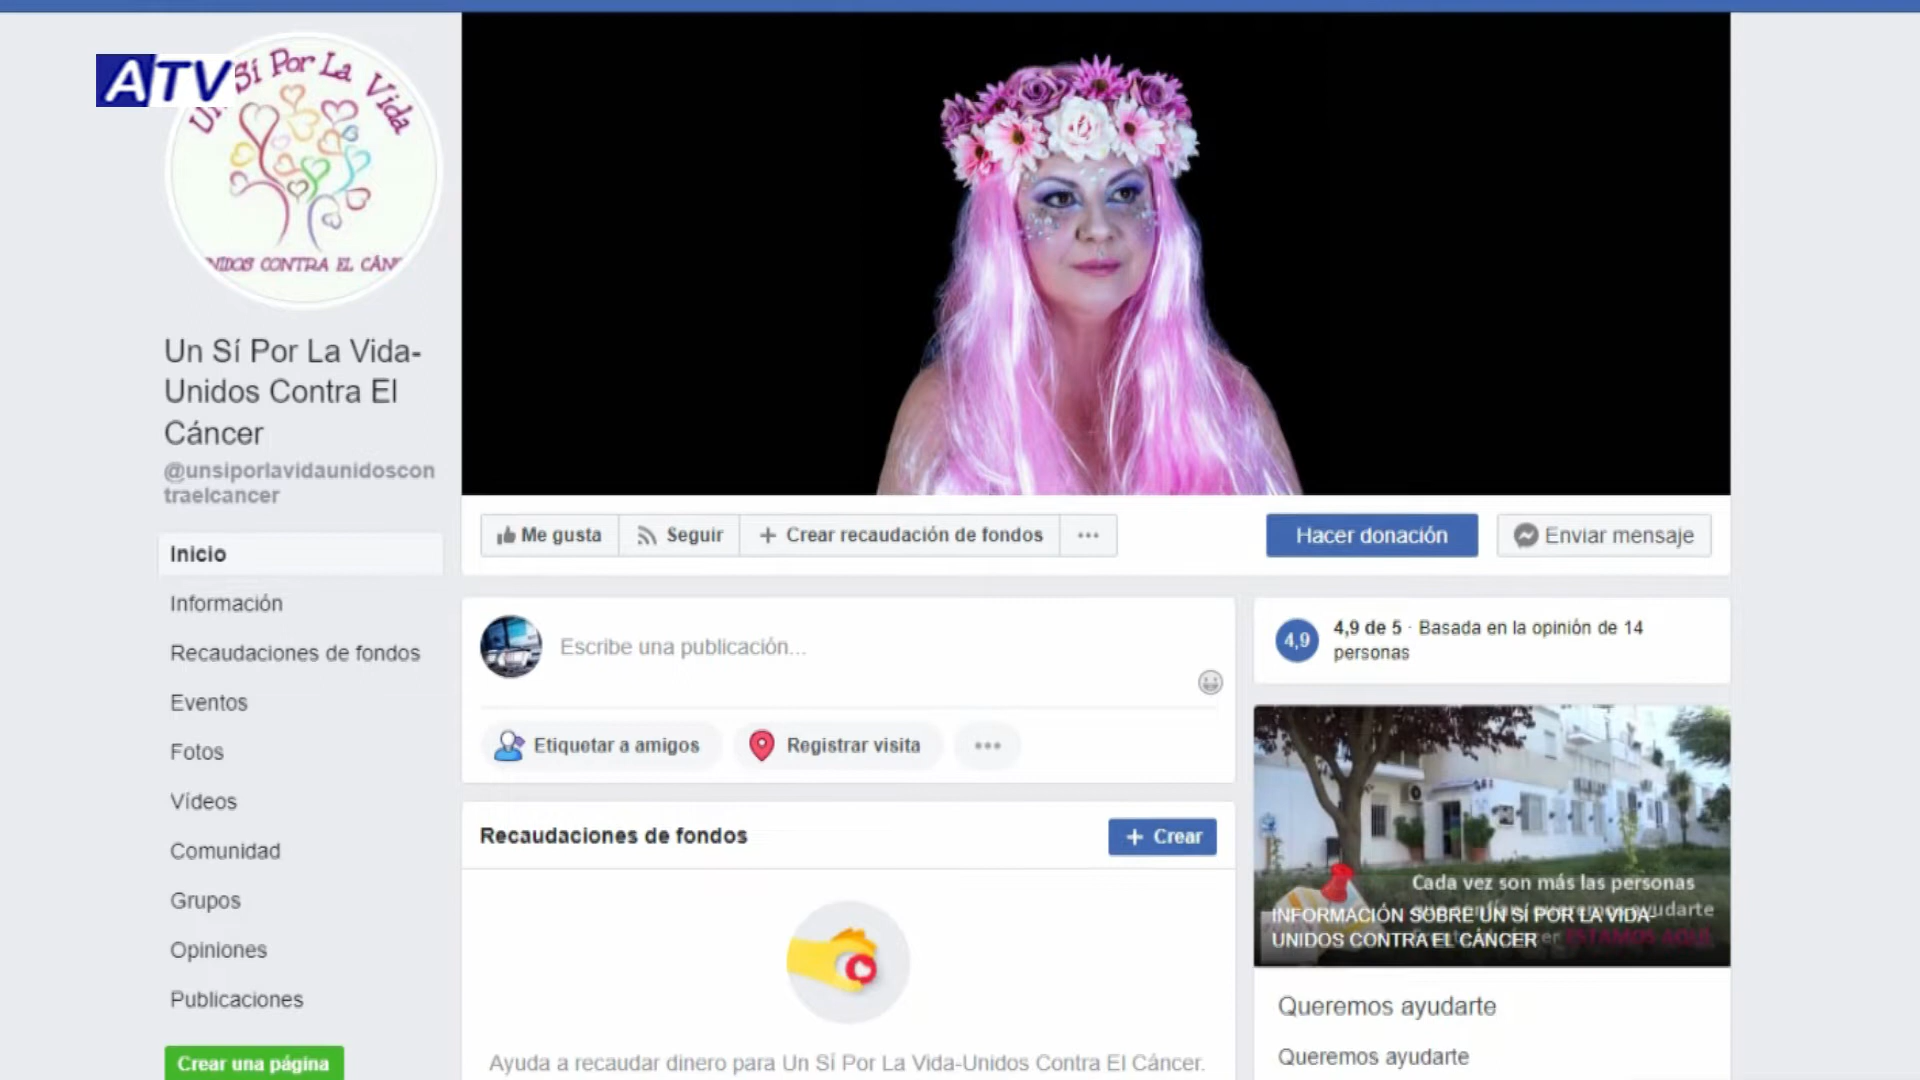 ATV
Un Sí Por La Vida
UNIDOS CONTRA EL CÁN
Un Sí Por La Vida-
Unidos Contra El
Cáncer
@unsiporlavidaunidoscon
traelcancer
Inicio
Información
Recaudaciones de fondos
Eventos
Fotos
Vídeos
Comunidad
Grupos
Opiniones
Publicaciones
Crear una página
Me gusta
Seguir
+ Crear recaudación de fondos
...
Hacer donación
Enviar mensaje
Escribe una publicación...
Etiquetar a amigos
Registrar visita
...
Recaudaciones de fondos
+ Crear
Ayuda a recaudar dinero para Un SÍ Por La Vida-Unidos Contra El Cáncer.
4,9
4,9 de 5 · Basada en la opinión de 14
personas
Cada vez son más las personas
INFORMACIÓN SOBRE UN SÍ POR LA VIDA-
UNIDOS CONTRA EL CÁNCER
ESTAMOS AQUÍ
Queremos ayudarte
Queremos ayudarte